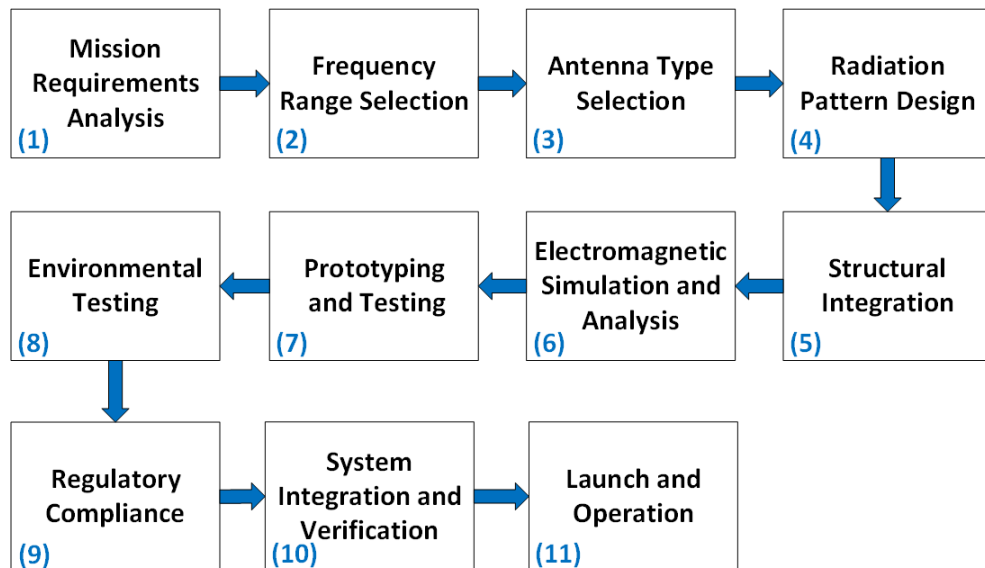 Mission
Requirements
Analysis
(1)
Frequency
Range Selection
(2)
Antenna Type
Selection
(3)
Radiation
Pattern Design
(4)
Structural
Integration
(5)
Electromagnetic
Simulation and
Analysis
(6)
Prototyping
and Testing
(7)
Environmental
Testing
(8)
Regulatory
Compliance
(9)
System
Integration and
Verification
(10)
Launch and
Operation
(11)